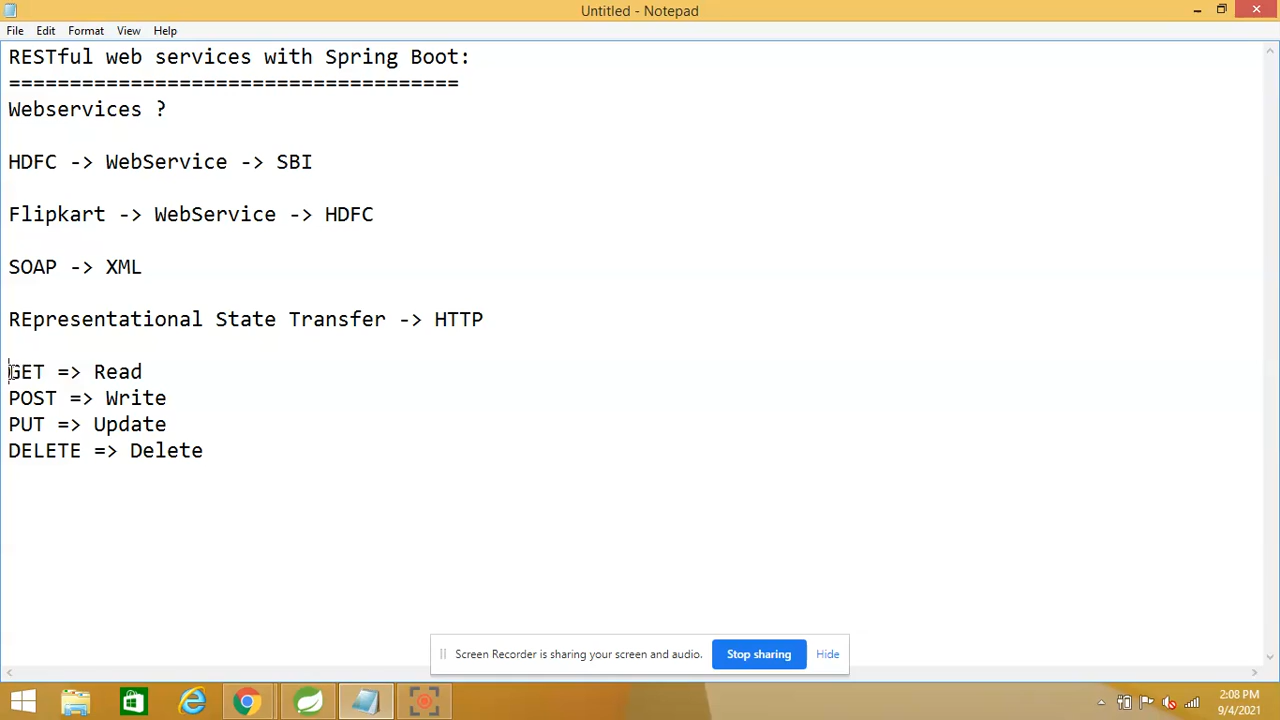 Untitled - Notepad
File Edit Format View Help
RESTful web services with Spring Boot:
=====================================
Webservices ?
HDFC -> WebService -> SBI
Flipkart -> WebService -> HDFC
SOAP -> XML
REpresentational State Transfer -> HTTP
GET => Read
POST => Write
PUT => Update
DELETE => Delete
Screen Recorder is sharing your screen and audio. Stop sharing Hide
2:08 PM
9/4/2021